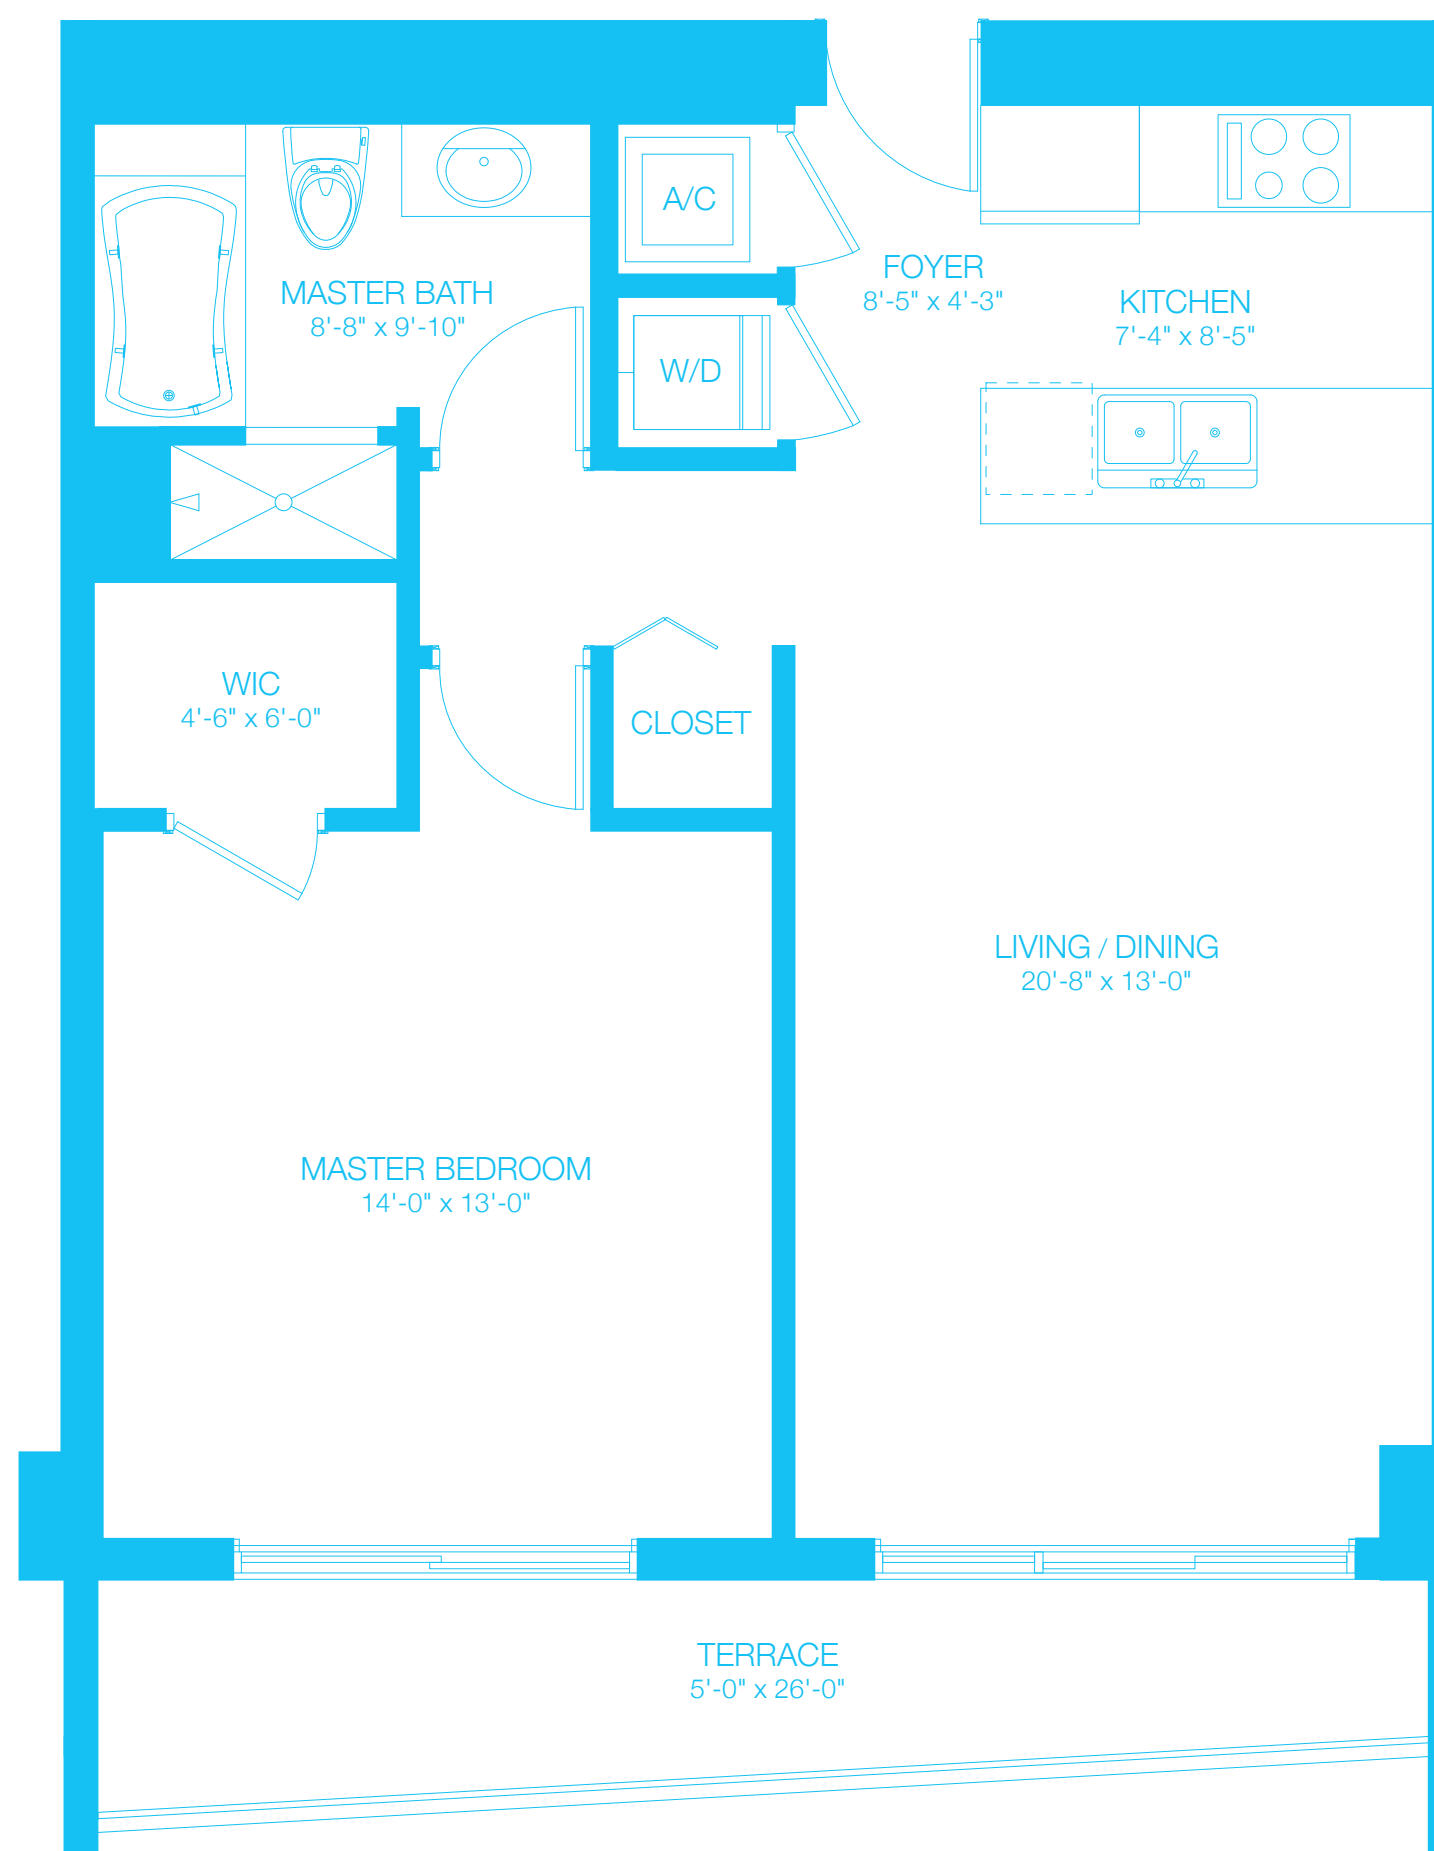 A/C
FOYER
8'-5" x 4'-3"
MASTER BATH
8'-8" x 9'-10"
KITCHEN
7'-4" x 8'-5"
W/D
WIC
4'-6" x 6'-0"
CLOSET
LIVING / DINING
20'-8" x 13'-0"
MASTER BEDROOM
14'-0" x 13'-0"
TERRACE
5'-0" x 26'-0"